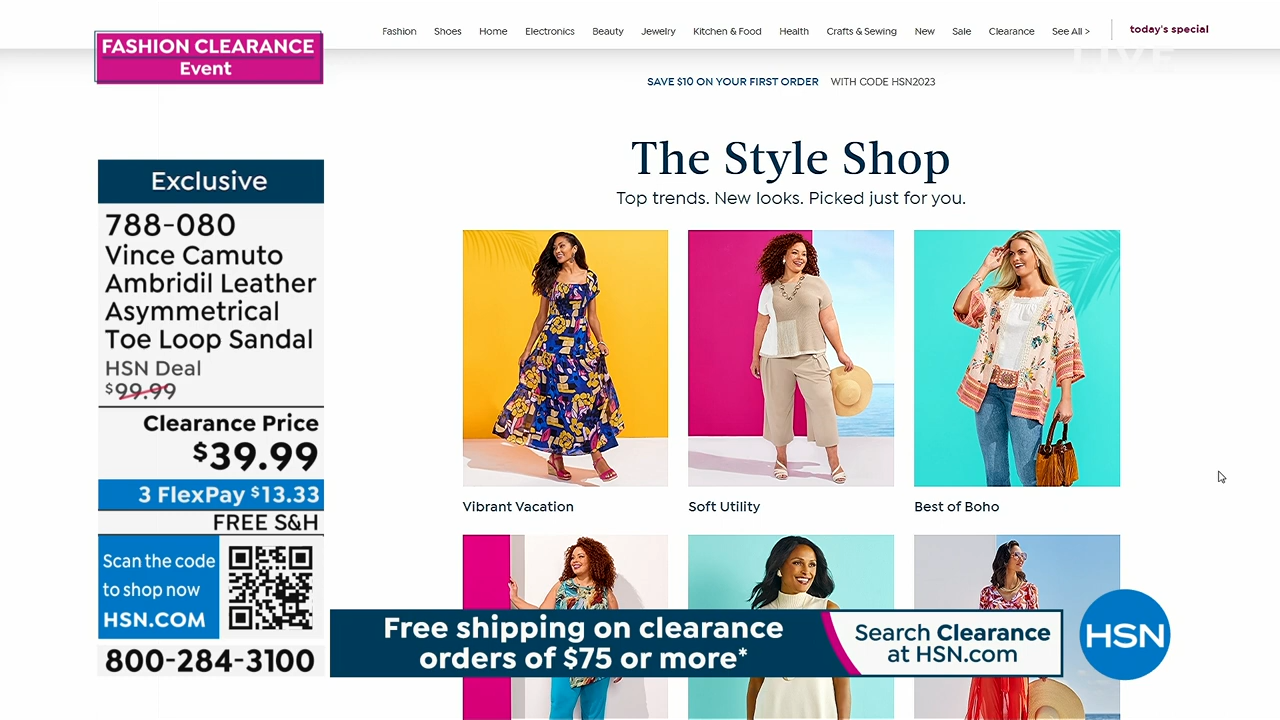 FASHION CLEARANCE
Event
Fashion Shoes Home Electronics Beauty Jewelry Kitchen & Food Health Crafts & Sewing New Sale Clearance See All > today's special
LIVE
SAVE $10 ON YOUR FIRST ORDER WITH CODE HSN2023
The Style Shop
Top trends. New looks. Picked just for you.
Exclusive
788-080
Vince Camuto
Ambridil Leather
Asymmetrical
Toe Loop Sandal
HSN Deal
$99.99
Clearance Price
$39.99
3 FlexPay $13.33
FREE S&H
Scan the code
to shop now
HSN.COM
800-284-3100
Vibrant Vacation
Soft Utility
Best of Boho
Free shipping on clearance
orders of $75 or more*
Search Clearance
at HSN.com
HSN